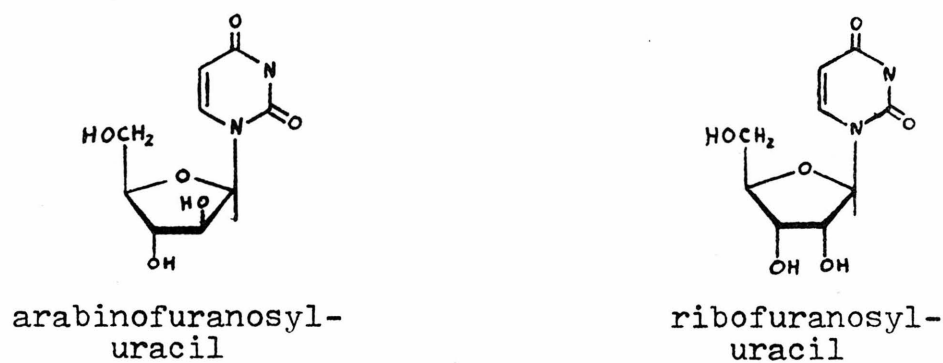 O
N
O
N
HOCH2
O
HO
OH
arabinofuranosyl-
uracil
O
N
O
N
HOCH2
O
OH OH
ribofuranosyl-
uracil